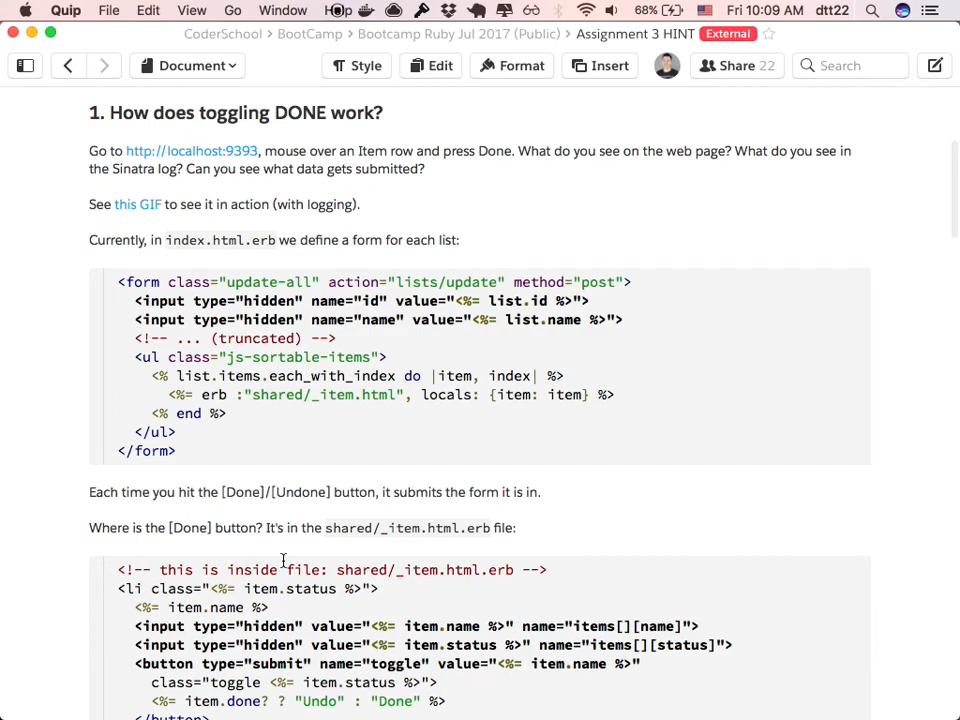 Quip File Edit View Go Window Help 68% Fri 10:09 AM dtt22
CoderSchool > BootCamp > Bootcamp Ruby Jul 2017 (Public) > Assignment 3 HINT External
Document Style Edit Format Insert Share 22 Search
1. How does toggling DONE work?
Go to http://localhost:9393, mouse over an Item row and press Done. What do you see on the web page? What do you see in
the Sinatra log? Can you see what data gets submitted?
See this GIF to see it in action (with logging).
Currently, in index.html.erb we define a form for each list:
<form class="update-all" action="lists/update" method="post">
<input type="hidden" name="id" value="<%= list.id %>">
<input type="hidden" name="name" value="<%= list.name %>">
<!-- ... (truncated) -->
<ul class="js-sortable-items">
<% list.items.each_with_index do |item, index| %>
<%= erb :"shared/_item.html", locals: {item: item} %>
<% end %>
</ul>
</form>
Each time you hit the [Done]/[Undone] button, it submits the form it is in.
Where is the [Done] button? It's in the shared/_item.html.erb file:
<!-- this is inside file: shared/_item.html.erb -->
<li class="<%= item.status %>">
<%= item.name %>
<input type="hidden" value="<%= item.name %>" name="items[][name]">
<input type="hidden" value="<%= item.status %>" name="items[][status]">
<button type="submit" name="toggle" value="<%= item.name %>"
class="toggle <%= item.status %>">
<%= item.done? ? "Undo" : "Done" %>
</button>